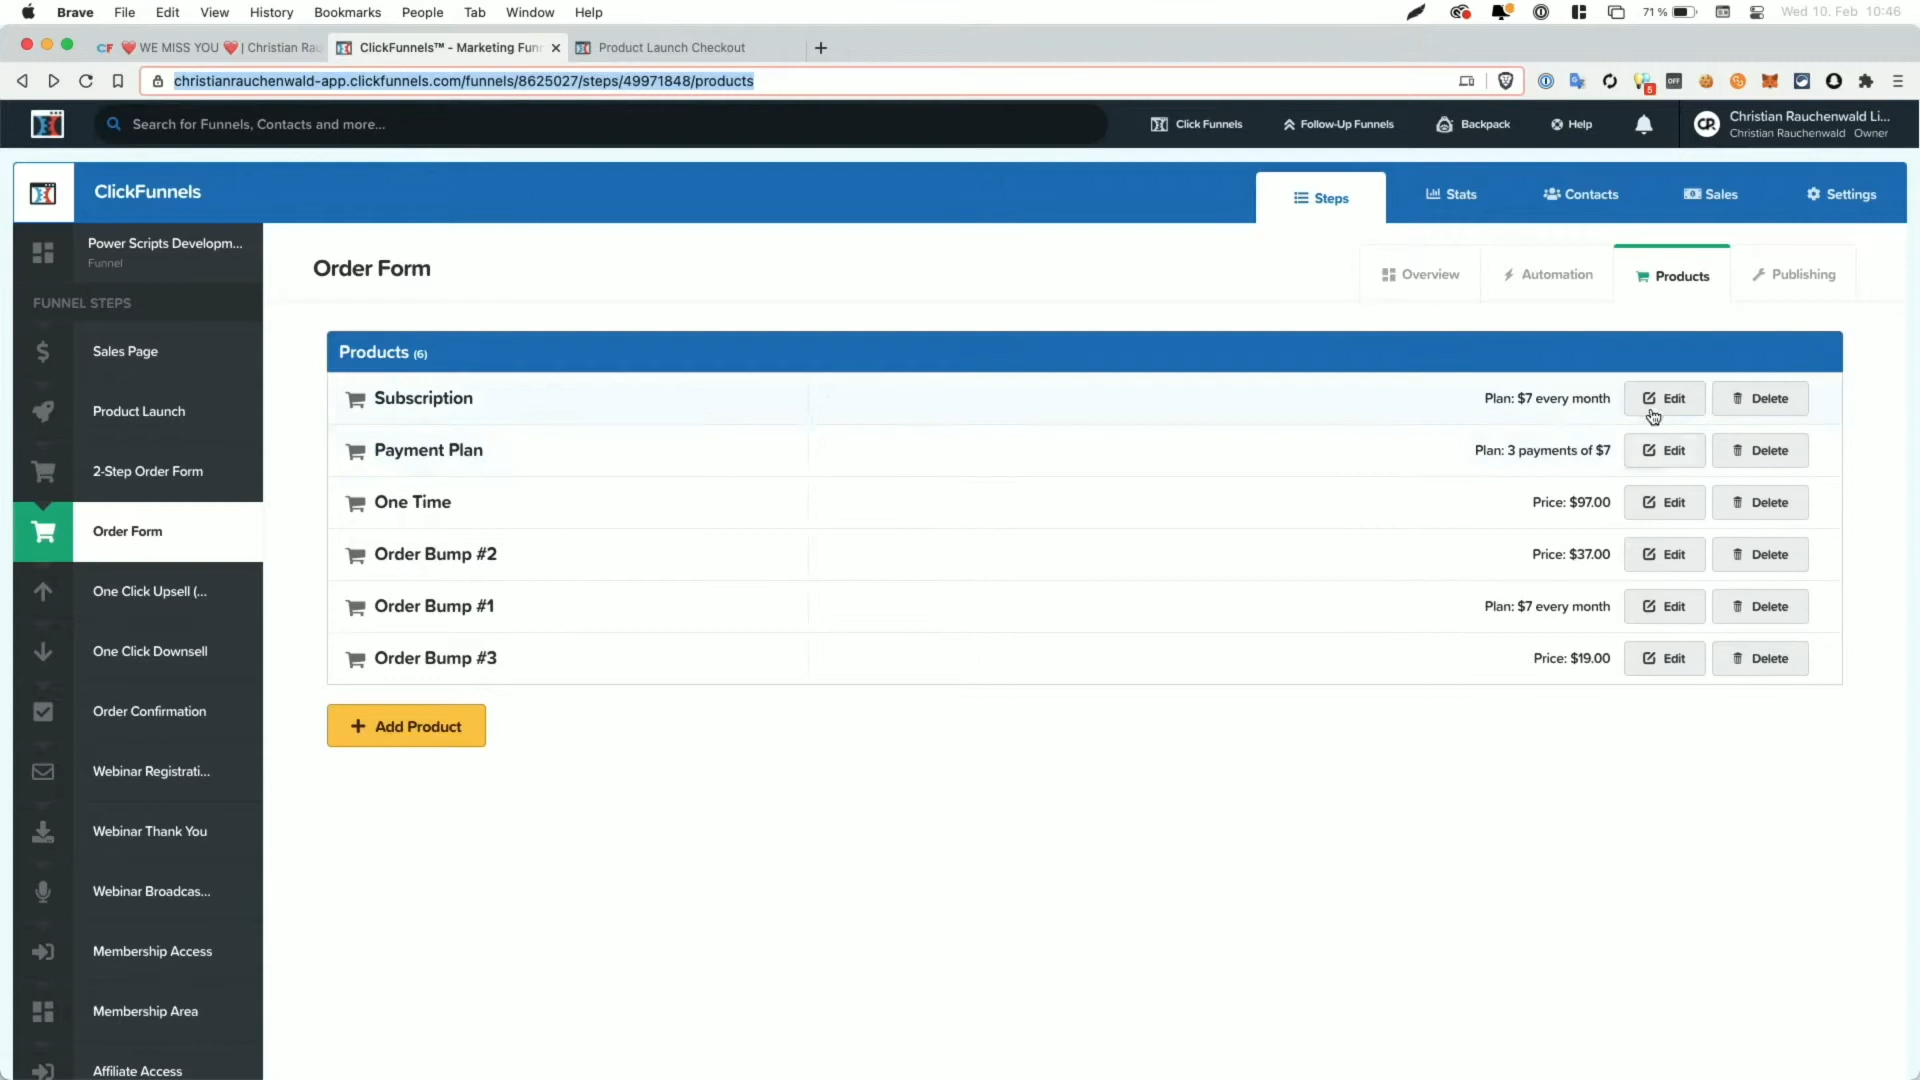 Brave File Edit View History Bookmarks People Tab Window Help 71 % Wed 10. Feb 10:46
CF ❤️ WE MISS YOU ❤️ | Christian Rau
ClickFunnels™ - Marketing Funn
Product Launch Checkout
christianrauchenwald-app.clickfunnels.com/funnels/8625027/steps/49971848/products
5
OFF
Search for Funnels, Contacts and more...
Click Funnels
Follow-Up Funnels
Backpack
Help
CR
Christian Rauchenwald Li...
Christian Rauchenwald Owner
ClickFunnels
Steps
Stats
Contacts
Sales
Settings
Power Scripts Developm...
Funnel
FUNNEL STEPS
Sales Page
Product Launch
2-Step Order Form
Order Form
One Click Upsell (...
One Click Downsell
Order Confirmation
Webinar Registrati...
Webinar Thank You
Webinar Broadcas...
Membership Access
Membership Area
Affiliate Access
Order Form
Overview
Automation
Products
Publishing
Products (6)
Subscription Plan: $7 every month Edit Delete
Payment Plan Plan: 3 payments of $7 Edit Delete
One Time Price: $97.00 Edit Delete
Order Bump #2 Price: $37.00 Edit Delete
Order Bump #1 Plan: $7 every month Edit Delete
Order Bump #3 Price: $19.00 Edit Delete
+ Add Product